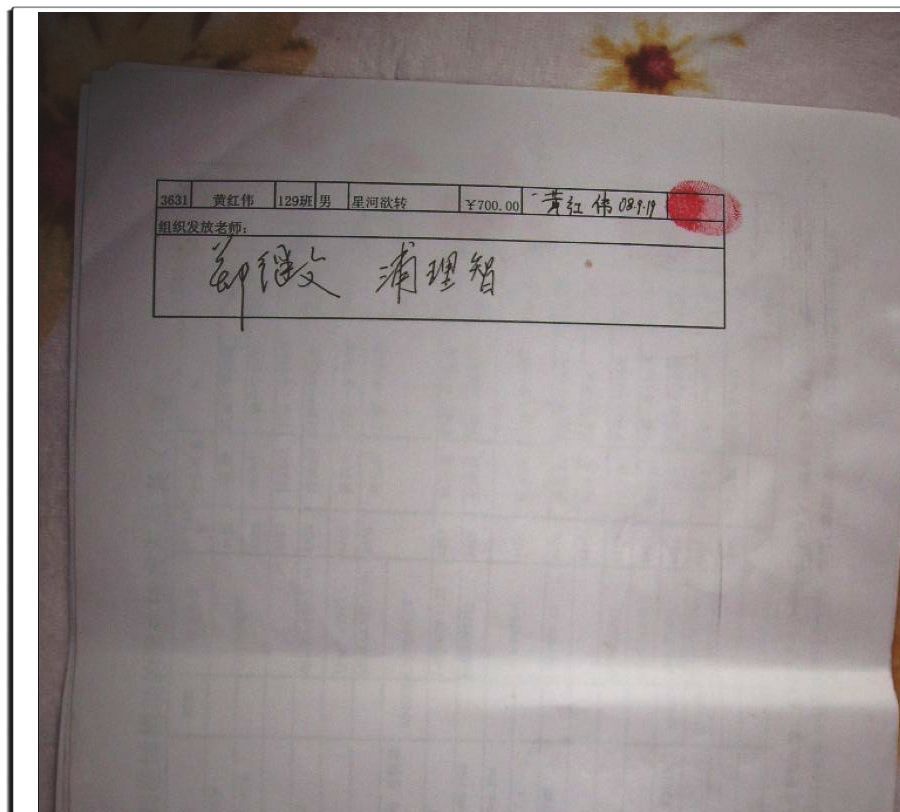 3631 黄红伟 129班 男 星河欲转 ￥700.00 黄红伟 08.9.19
组织发放老师：
郑继文 浦理智